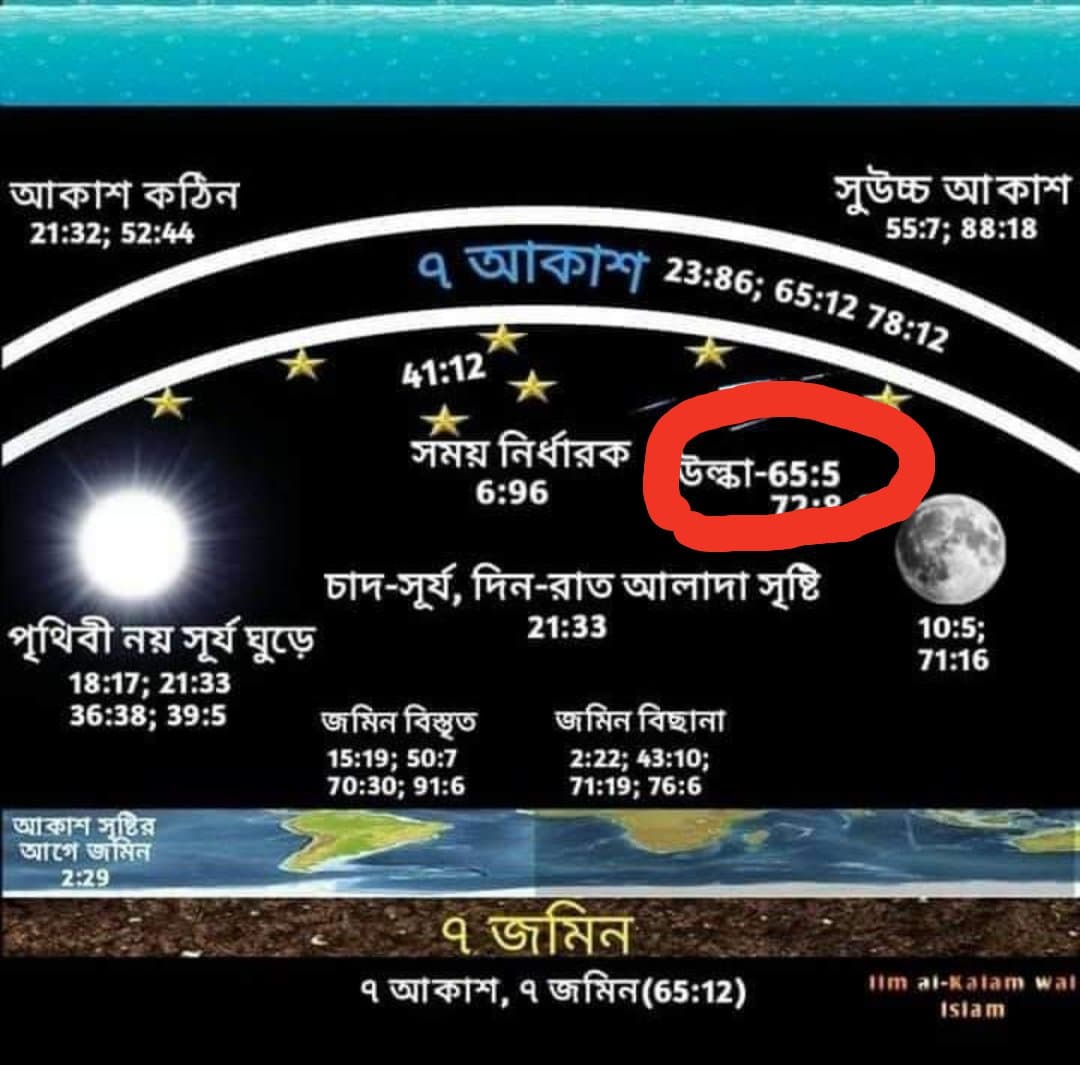 আকাশ কঠিন
21:32; 52:44
সুউচ্চ আকাশ
55:7; 88:18
৭ আকাশ 23:86; 65:12 78:12
41:12
সময় নির্ধারক
6:96
উল্কা-65:5
72:8
চাদ-সূর্য, দিন-রাত আলাদা সৃষ্টি
21:33
পৃথিবী নয় সূর্য ঘুড়ে
18:17; 21:33
36:38; 39:5
10:5;
71:16
জমিন বিস্তৃত
15:19; 50:7
70:30; 91:6
জমিন বিছানা
2:22; 43:10;
71:19; 76:6
আকাশ সৃষ্টির
আগে জমিন
2:29
৭ জমিন
৭ আকাশ, ৭ জমিন(65:12)
Ilm al-Kalam wal
Islam